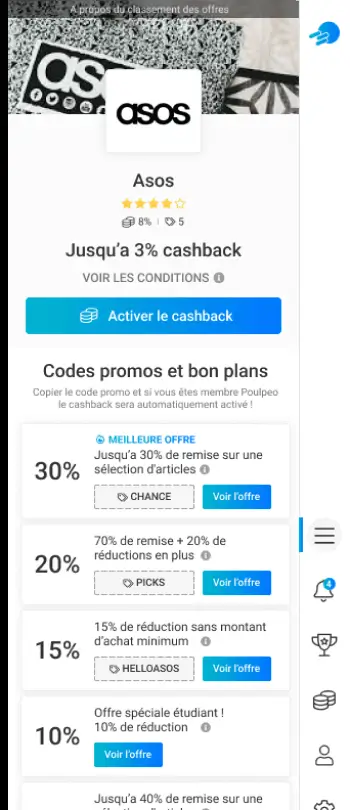 A propos du classement des offres
as
asos
Asos
8% | 5
Jusqu'a 3% cashback
VOIR LES CONDITIONS
Activer le cashback
Codes promos et bon plans
Copier le code promo et si vous êtes membre Poulpeo
le cashback sera automatiquement activé !
MEILLEURE OFFRE
30%
Jusqu'a 30% de remise sur une
sélection d'articles
CHANCE
Voir l'offre
20%
70% de remise + 20% de
réductions en plus
PICKS
Voir l'offre
15%
15% de réduction sans montant
d'achat minimum
HELLOASOS
Voir l'offre
10%
Offre spéciale étudiant !
10% de réduction
Voir l'offre
Jusqu'a 40% de remise sur une
4